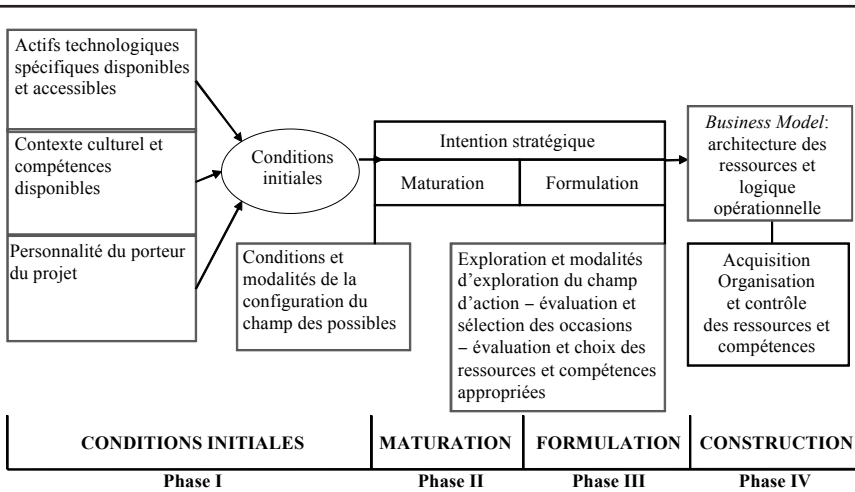 Actifs technologiques
spécifiques disponibles
et accessibles
Contexte culturel et
compétences
disponibles
Personnalité du porteur
du projet
Conditions
initiales
Intention stratégique
Maturation
Formulation
Conditions et
modalités de la
configuration du
champ des possibles
Exploration et modalités
d’exploration du champ
d’action – évaluation et
sélection des occasions
– évaluation et choix des
ressources et compétences
appropriées
Business Model:
architecture des
ressources et
logique
opérationnelle
Acquisition
Organisation
et contrôle
des ressources et
compétences
CONDITIONS INITIALES
MATURATION
FORMULATION
CONSTRUCTION
Phase I
Phase II
Phase III
Phase IV